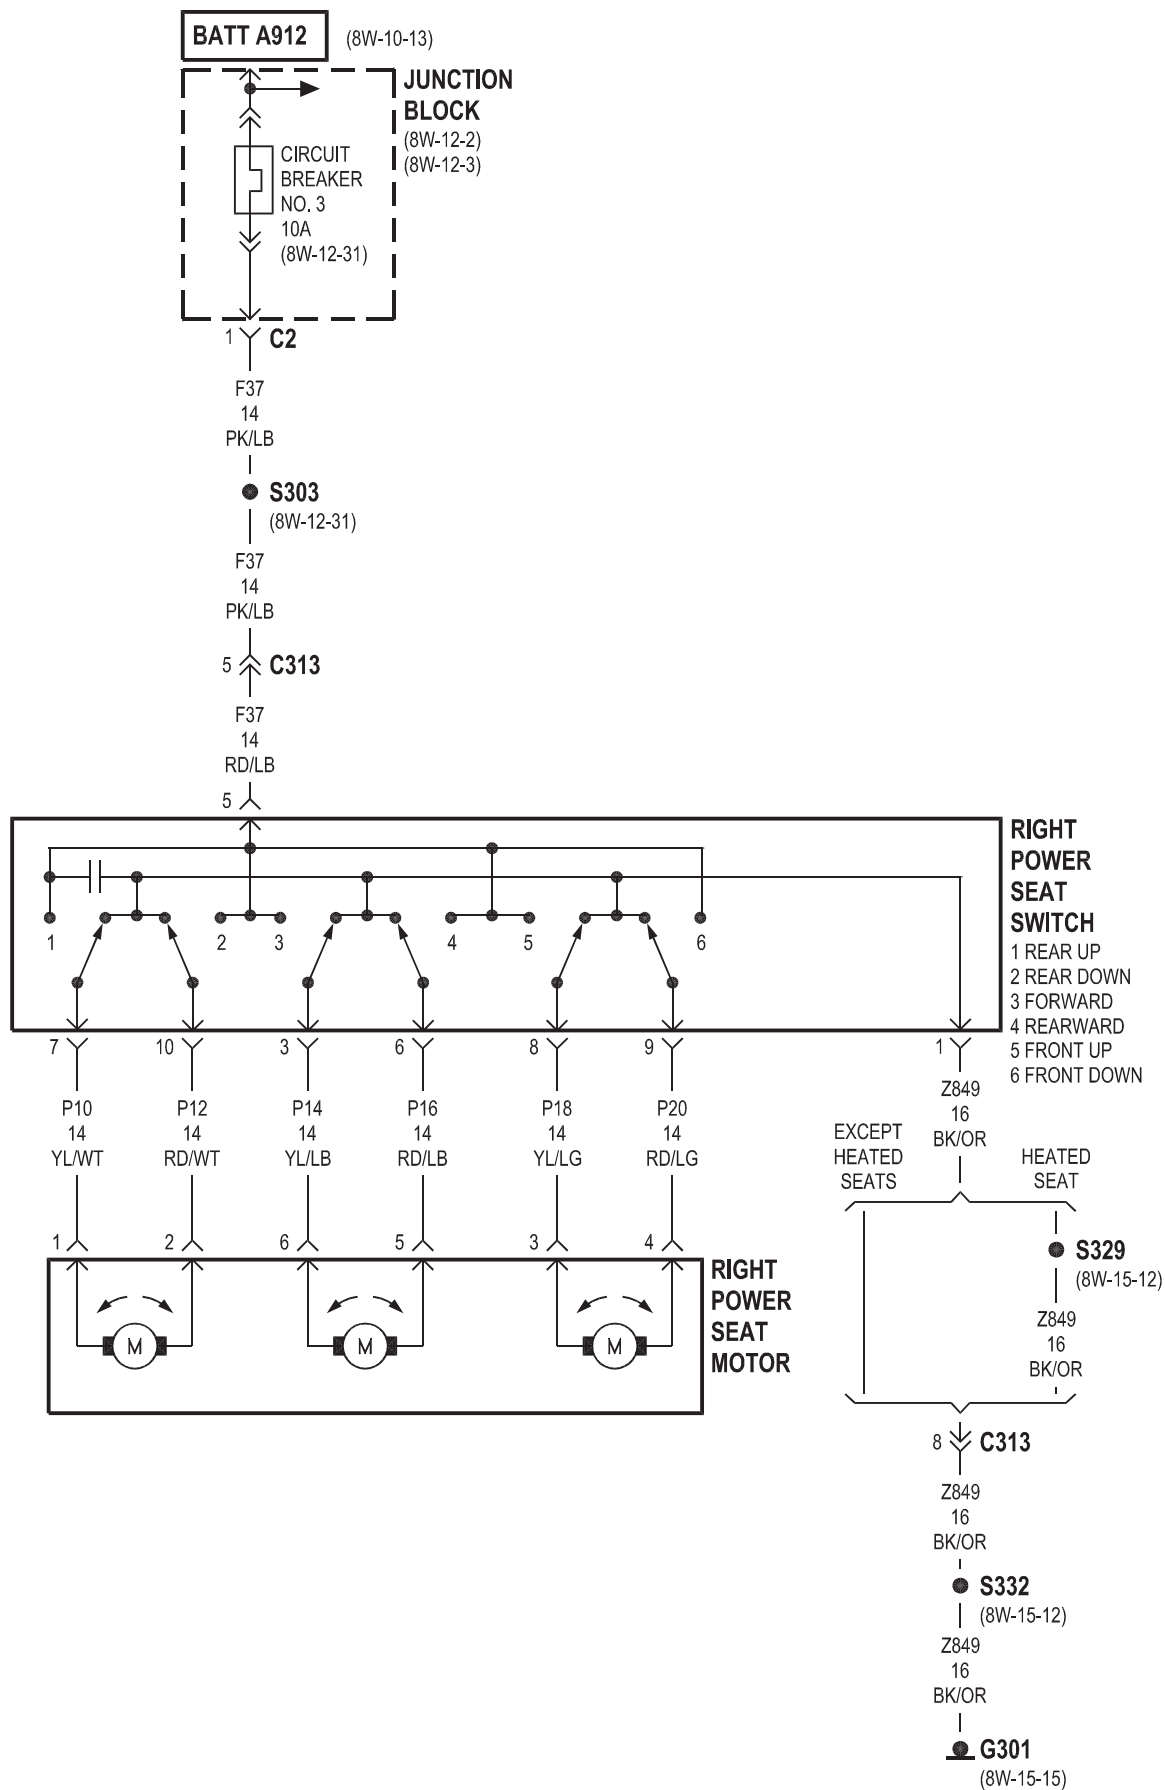 BATT A912 (8W-10-13)
JUNCTION
BLOCK
(8W-12-2)
(8W-12-3)
CIRCUIT
BREAKER
NO. 3
10A
(8W-12-31)
1 C2
F37
14
PK/LB
S303
(8W-12-31)
F37
14
PK/LB
5 C313
F37
14
RD/LB
5
RIGHT
POWER
SEAT
SWITCH
1 REAR UP
2 REAR DOWN
3 FORWARD
4 REARWARD
5 FRONT UP
6 FRONT DOWN
1 2 3 4 5 6
7 10 3 6 8 9 1
P10 P12 P14 P16 P18 P20
14 14 14 14 14 14
YL/WT RD/WT YL/LB RD/LB YL/LG RD/LG
Z849
16
BK/OR
EXCEPT
HEATED
SEATS
HEATED
SEAT
1 2 6 5 3 4
RIGHT
POWER
SEAT
MOTOR
M M M
S329
(8W-15-12)
Z849
16
BK/OR
8 C313
Z849
16
BK/OR
S332
(8W-15-12)
Z849
16
BK/OR
G301
(8W-15-15)